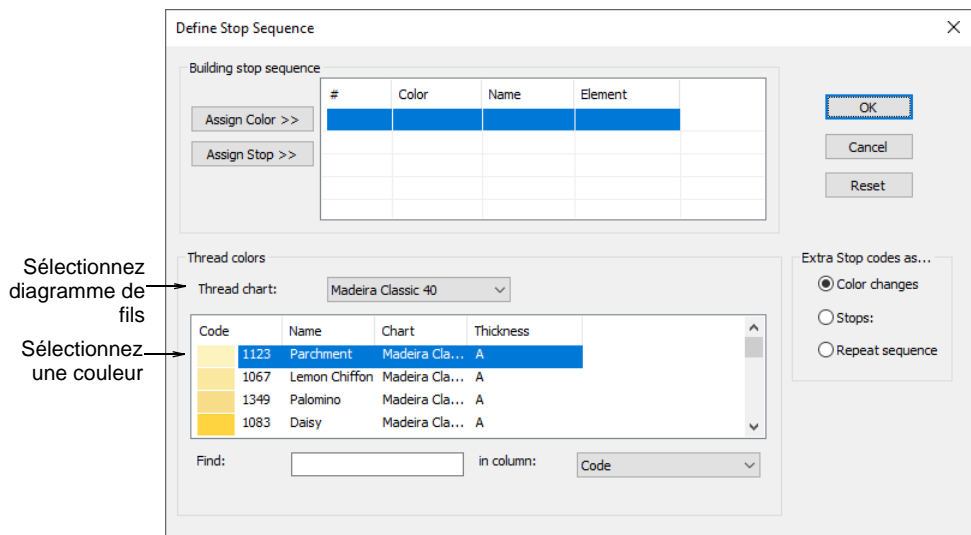 Define Stop Sequence
Building stop sequence
# Color Name Element
Assign Color >>
Assign Stop >>
OK
Cancel
Reset
Sélectionnez
diagramme de
fils
Sélectionnez
une couleur
Thread colors
Thread chart: Madeira Classic 40
Code Name Chart Thickness
1123 Parchment Madeira Cla... A
1067 Lemon Chiffon Madeira Cla... A
1349 Palomino Madeira Cla... A
1083 Daisy Madeira Cla... A
Find: in column: Code
Extra Stop codes as...
Color changes
Stops:
Repeat sequence